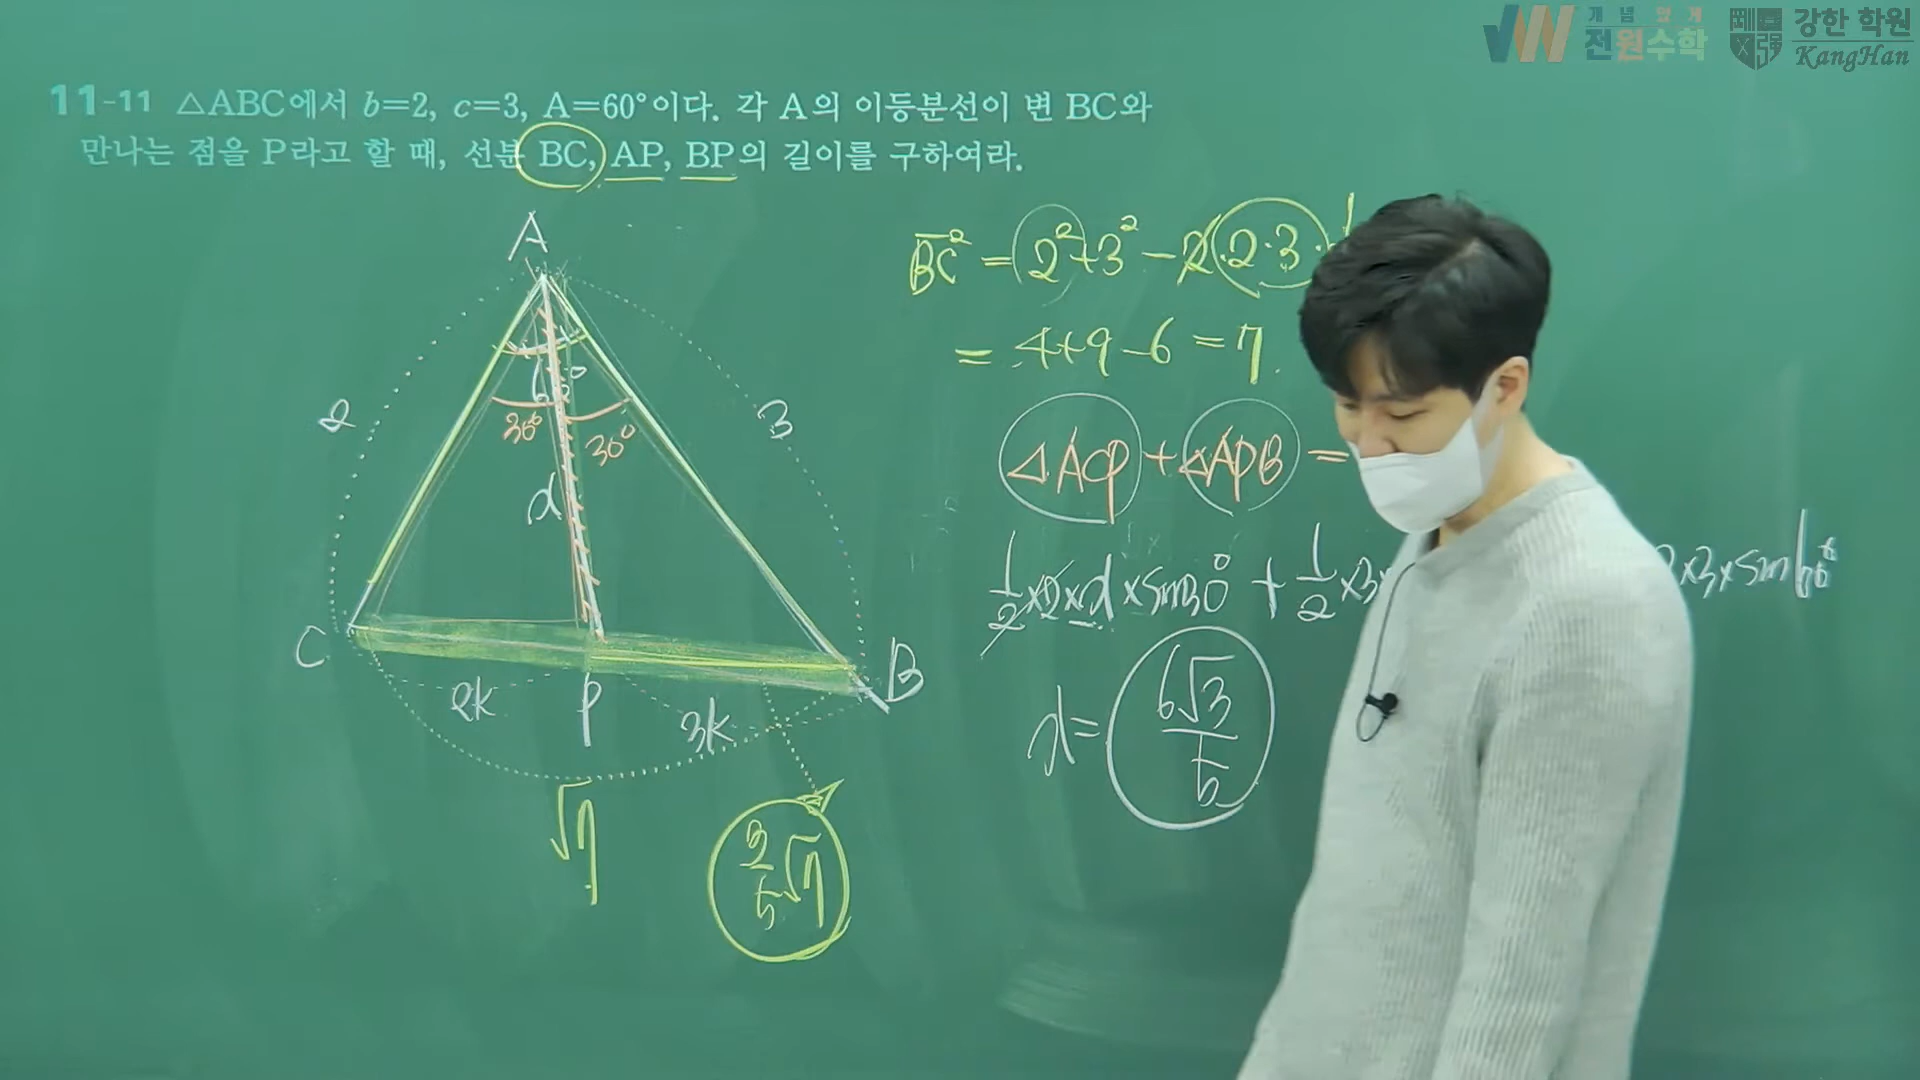 개념있게
전원수학
강한 학원
KangHan
11-11 △ABC에서 b=2, c=3, A=60°이다. 각 A의 이등분선이 변 BC와
만나는 점을 P라고 할 때, 선분 BC, AP, BP의 길이를 구하여라.
A
2
3
30°
30°
x
C
B
2k
P
3k
√7
3/5 √7
BC² = 2² + 3² - 2·2·3·
= 4+9-6 = 7
△ACP + △APB =
1/2 × 2 × x × sin30° + 1/2 × 3 ×
×3×sin60°
x = 6√3/5